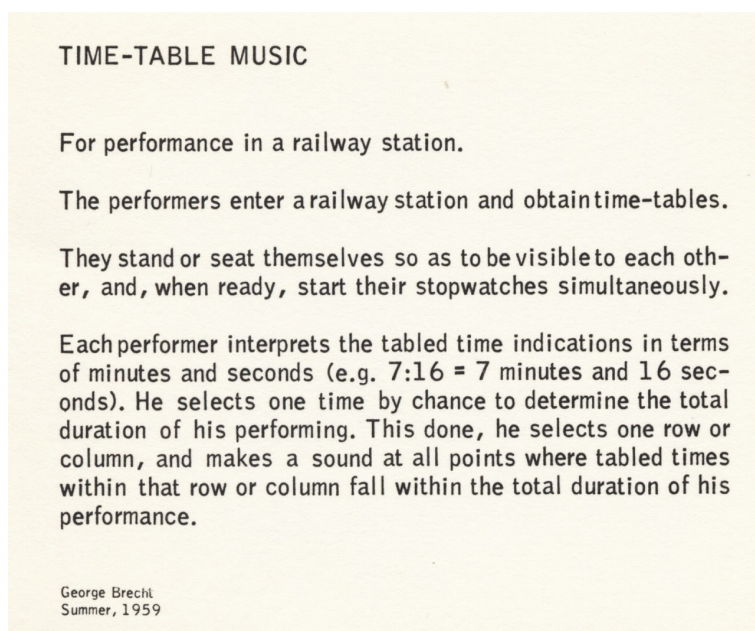 TIME-TABLE MUSIC
For performance in a railway station.
The performers enter a railway station and obtain time-tables.
They stand or seat themselves so as to be visible to each oth-
er, and, when ready, start their stopwatches simultaneously.
Each performer interprets the tabled time indications in terms
of minutes and seconds (e.g. 7:16 = 7 minutes and 16 sec-
onds). He selects one time by chance to determine the total
duration of his performing. This done, he selects one row or
column, and makes a sound at all points where tabled times
within that row or column fall within the total duration of his
performance.
George Brecht
Summer, 1959